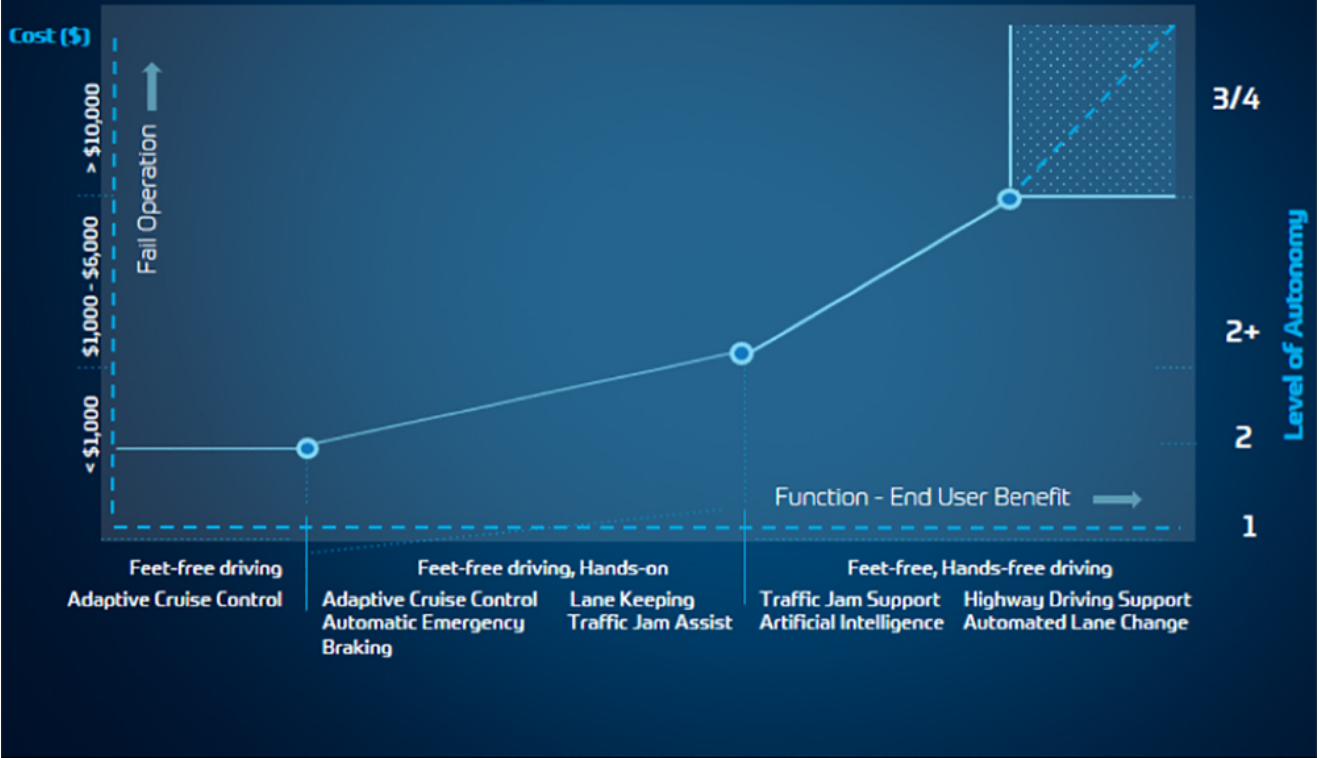 Cost ($)
> $10,000
$1,000 - $6,000
< $1,000
Fail Operation
3/4
2+
2
1
Level of Autonomy
Function - End User Benefit
Feet-free driving
Adaptive Cruise Control
Feet-free driving, Hands-on
Adaptive Cruise Control
Automatic Emergency
Braking
Lane Keeping
Traffic Jam Assist
Feet-free, Hands-free driving
Traffic Jam Support
Artificial Intelligence
Highway Driving Support
Automated Lane Change